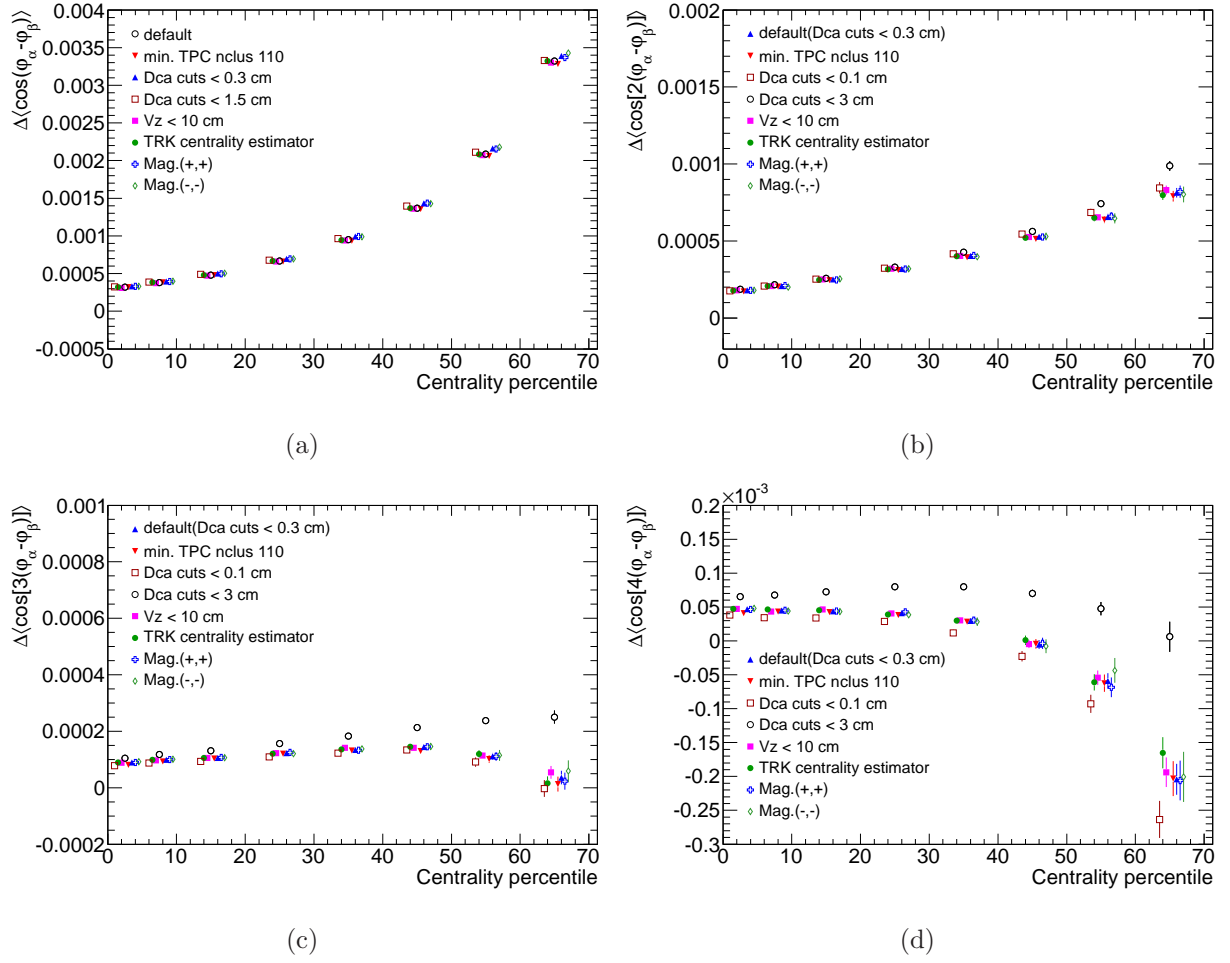 Δ⟨cos(φα-φβ)⟩
0.004
0.0035
0.003
0.0025
0.002
0.0015
0.001
0.0005
0
-0.0005
default
min. TPC nclus 110
Dca cuts < 0.3 cm
Dca cuts < 1.5 cm
Vz < 10 cm
TRK centrality estimator
Mag.(+,+)
Mag.(-,-)
0 10 20 30 40 50 60 70
Centrality percentile
(a)
Δ⟨cos[2(φα-φβ)]⟩
0.002
0.0015
0.001
0.0005
0
default(Dca cuts < 0.3 cm)
min. TPC nclus 110
Dca cuts < 0.1 cm
Dca cuts < 3 cm
Vz < 10 cm
TRK centrality estimator
Mag.(+,+)
Mag.(-,-)
0 10 20 30 40 50 60 70
Centrality percentile
(b)
Δ⟨cos[3(φα-φβ)]⟩
0.001
0.0008
0.0006
0.0004
0.0002
0
-0.0002
default(Dca cuts < 0.3 cm)
min. TPC nclus 110
Dca cuts < 0.1 cm
Dca cuts < 3 cm
Vz < 10 cm
TRK centrality estimator
Mag.(+,+)
Mag.(-,-)
0 10 20 30 40 50 60 70
Centrality percentile
(c)
×10⁻³
Δ⟨cos[4(φα-φβ)]⟩
0.2
0.15
0.1
0.05
0
-0.05
-0.1
-0.15
-0.2
-0.25
-0.3
default(Dca cuts < 0.3 cm)
min. TPC nclus 110
Dca cuts < 0.1 cm
Dca cuts < 3 cm
Vz < 10 cm
TRK centrality estimator
Mag.(+,+)
Mag.(-,-)
0 10 20 30 40 50 60 70
Centrality percentile
(d)